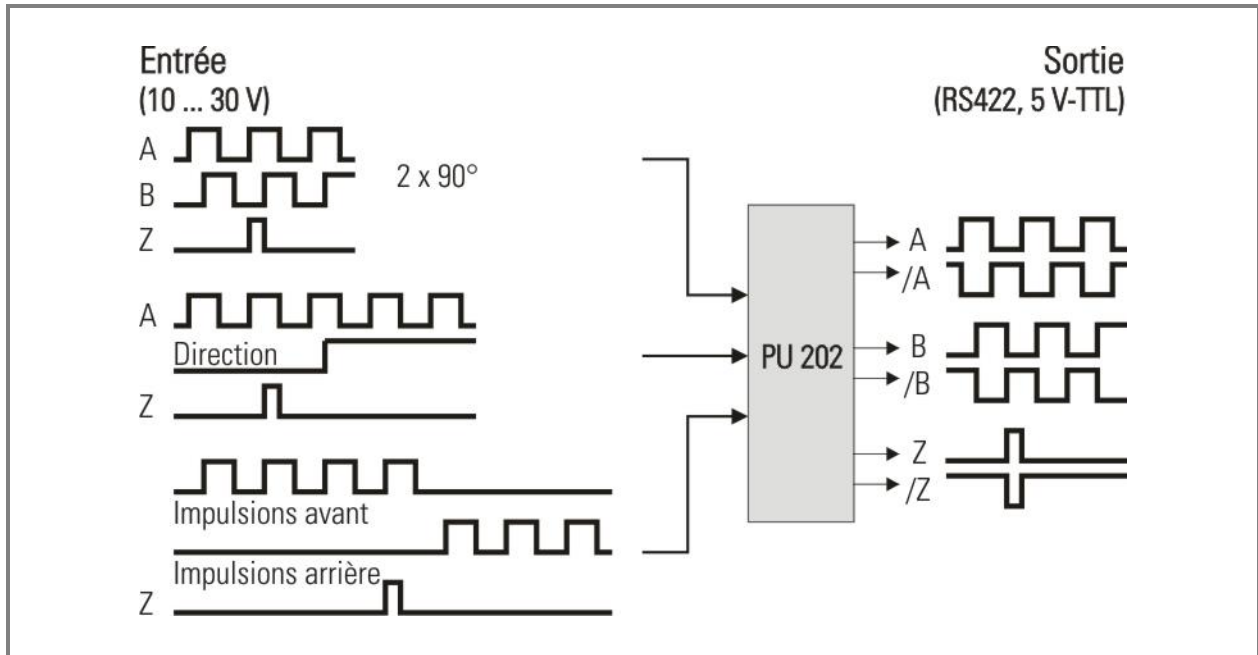 Entrée
(10 ... 30 V)
A
B
2 x 90°
Z
A
Direction
Z
Impulsions avant
Impulsions arrière
Z
PU 202
Sortie
(RS422, 5 V-TTL)
A
/A
B
/B
Z
/Z